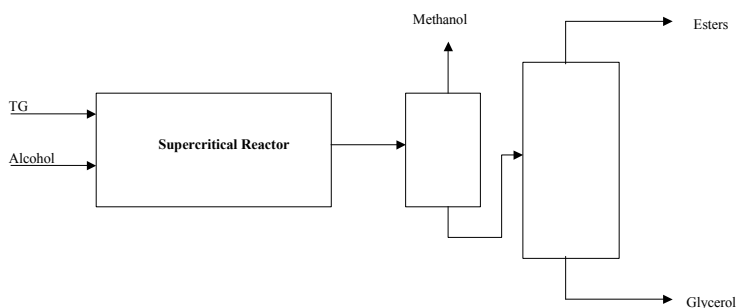 Methanol
Esters
TG
Supercritical Reactor
Alcohol
Glycerol